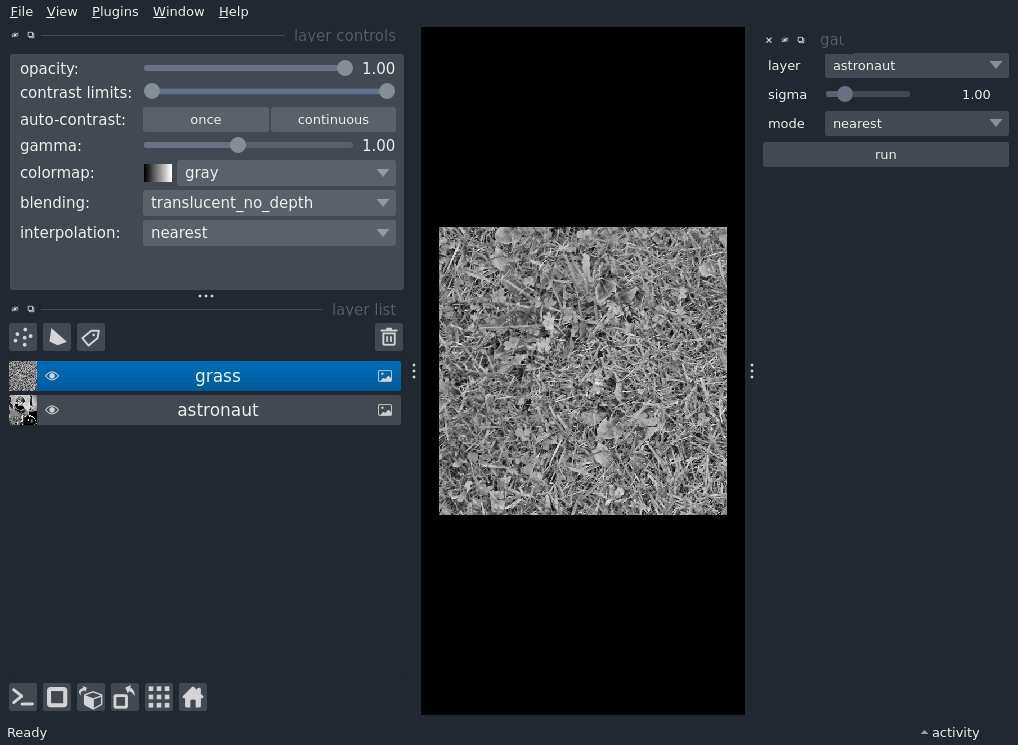 File View Plugins Window Help
layer controls
opacity: 1.00
contrast limits:
auto-contrast: once continuous
gamma: 1.00
colormap: gray
blending: translucent_no_depth
interpolation: nearest
layer list
grass
astronaut
layer astronaut
sigma 1.00
mode nearest
run
Ready
activity